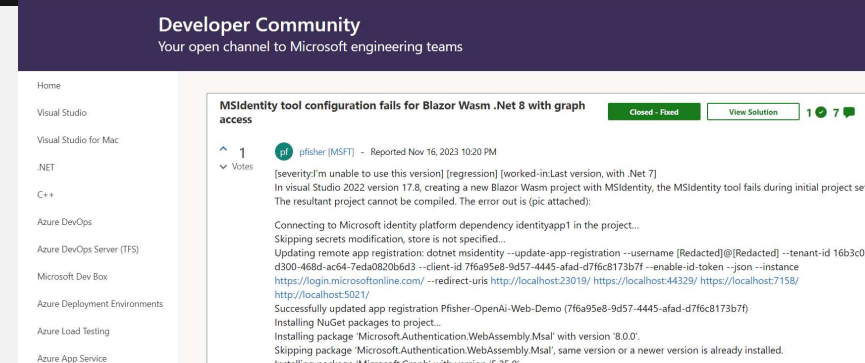 Developer Community
Your open channel to Microsoft engineering teams
Home
Visual Studio
Visual Studio for Mac
.NET
C++
Azure DevOps
Azure DevOps Server (TFS)
Microsoft Dev Box
Azure Deployment Environments
Azure Load Testing
Azure App Service
MSIdentity tool configuration fails for Blazor Wasm .Net 8 with graph
access
Closed - Fixed
View Solution
1
7
1
Votes
pf
pfisher [MSFT] - Reported Nov 16, 2023 10:20 PM
[severity:I'm unable to use this version] [regression] [worked-in:Last version, with .Net 7]
In visual Studio 2022 version 17.8, creating a new Blazor Wasm project with MSIdentity, the MSIdentity tool fails during initial project
The resultant project cannot be compiled. The error out is (pic attached):
Connecting to Microsoft identity platform dependency identityapp1 in the project...
Skipping secrets modification, store is not specified...
Updating remote app registration: dotnet msidentity --update-app-registration --username [Redacted]@[Redacted] --tenant-id 16b3c0
d300-468d-ac64-7eda0820b6d3 --client-id 7f6a95e8-9d57-4445-afad-d7f6c8173b7f --enable-id-token --json --instance
https://login.microsoftonline.com/ --redirect-uris http://localhost:23019/ https://localhost:44329/ https://localhost:7158/
http://localhost:5021/
Successfully updated app registration Pfisher-OpenAi-Web-Demo (7f6a95e8-9d57-4445-afad-d7f6c8173b7f)
Installing NuGet packages to project...
Installing package 'Microsoft.Authentication.WebAssembly.Msal' with version '8.0.0'.
Skipping package 'Microsoft.Authentication.WebAssembly.Msal', same version or a newer version is already installed.